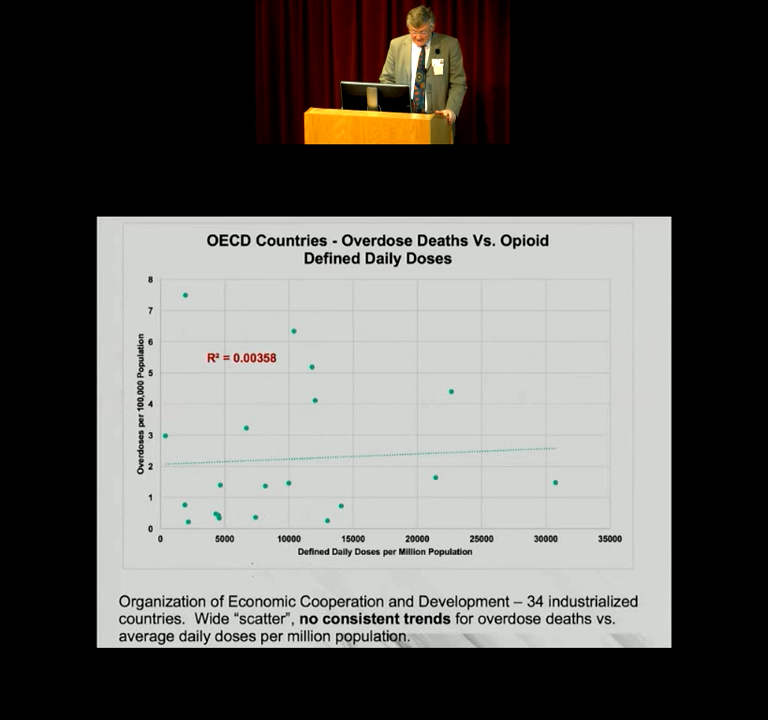 OECD Countries - Overdose Deaths Vs. Opioid
Defined Daily Doses
8
7
6
5
4
3
2
1
0
Overdoses per 100,000 Population
R² = 0.00358
0 5000 10000 15000 20000 25000 30000 35000
Defined Daily Doses per Million Population
Organization of Economic Cooperation and Development – 34 industrialized
countries. Wide “scatter”, no consistent trends for overdose deaths vs.
average daily doses per million population.